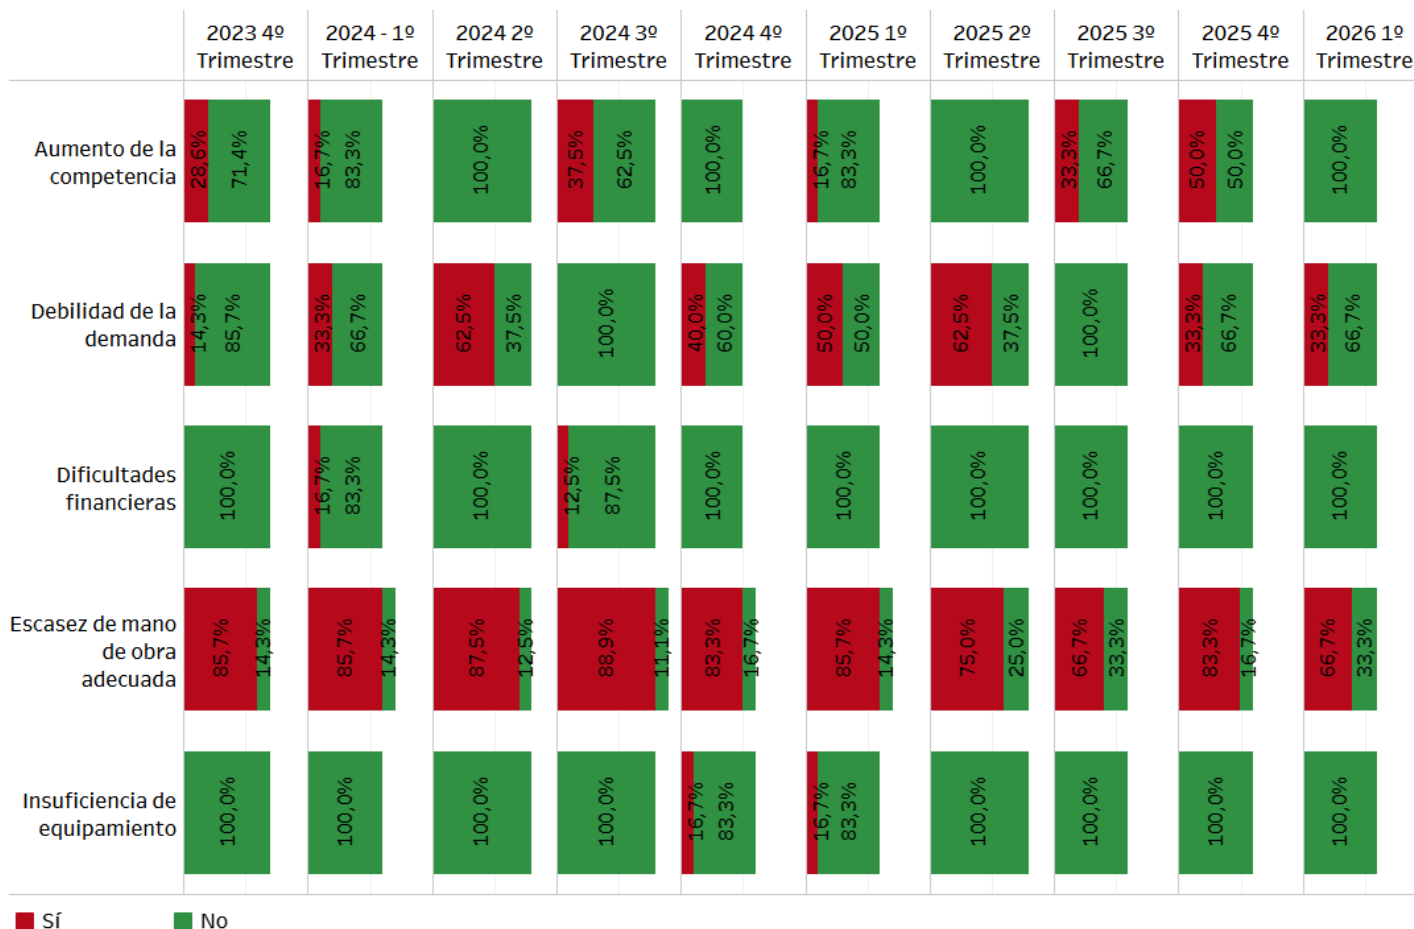 2023 4º Trimestre
2024 - 1º Trimestre
2024 2º Trimestre
2024 3º Trimestre
2024 4º Trimestre
2025 1º Trimestre
2025 2º Trimestre
2025 3º Trimestre
2025 4º Trimestre
2026 1º Trimestre
Aumento de la
competencia
28,6% 71,4% 16,7% 83,3% 100,0% 37,5% 62,5% 100,0% 16,7% 83,3% 100,0% 33,3% 66,7% 50,0% 50,0% 100,0%
Debilidad de la
demanda
14,3% 85,7% 33,3% 66,7% 62,5% 37,5% 100,0% 40,0% 60,0% 50,0% 50,0% 62,5% 37,5% 100,0% 33,3% 66,7% 33,3% 66,7%
Dificultades
financieras
100,0% 16,7% 83,3% 100,0% 12,5% 87,5% 100,0% 100,0% 100,0% 100,0% 100,0% 100,0%
Escasez de mano
de obra
adecuada
85,7% 14,3% 85,7% 14,3% 87,5% 12,5% 88,9% 11,1% 83,3% 16,7% 85,7% 14,3% 75,0% 25,0% 66,7% 33,3% 83,3% 16,7% 66,7% 33,3%
Insuficiencia de
equipamiento
100,0% 100,0% 100,0% 100,0% 16,7% 83,3% 16,7% 83,3% 100,0% 100,0% 100,0% 100,0%
Sí No